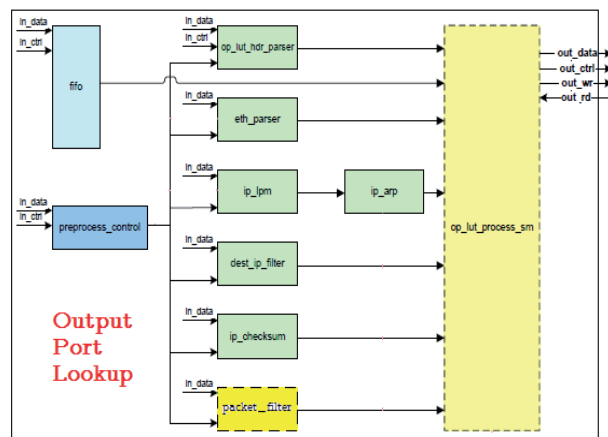 in_data
in_ctrl
fifo
in_data
in_ctrl
op_lut_hdr_parser
in_data
eth_parser
in_data
ip_lpm
ip_arp
in_data
in_ctrl
preprocess_control
in_data
dest_ip_filter
in_data
ip_checksum
in_data
packet_filter
op_lut_process_sm
out_data
out_ctrl
out_wr
out_rd
Output
Port
Lookup